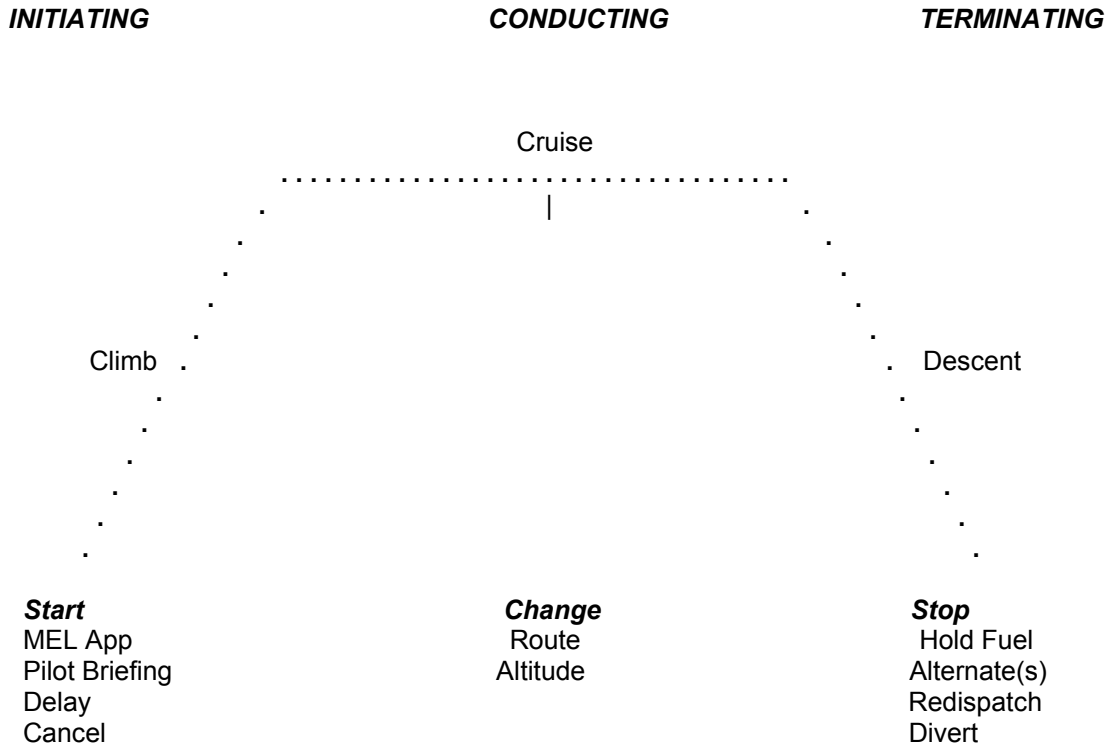 INITIATING CONDUCTING TERMINATING
Cruise
Climb Descent
Start Change Stop
MEL App Route Hold Fuel
Pilot Briefing Altitude Alternate(s)
Delay Redispatch
Cancel Divert